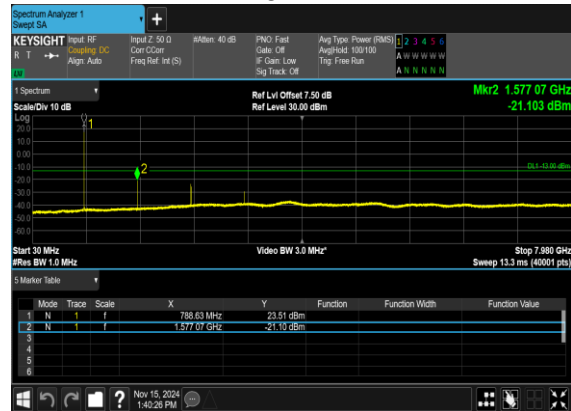 Spectrum Analyzer 1
Swept SA
+
KEYSIGHT Input: RF Input Z: 50 Ω #Atten: 40 dB PNO: Fast Avg Type: Power (RMS) 1 2 3 4 5 6
R T Coupling: DC Corr CCorr Gate: Off Avg|Hold: 100/100 A W W W W W
Align: Auto Freq Ref: Int (S) IF Gain: Low Trig: Free Run
LW Sig Track: Off A N N N N N
1 Spectrum Ref Lvl Offset 7.50 dB Mkr2 1.577 07 GHz
Scale/Div 10 dB Ref Level 30.00 dBm -21.103 dBm
Log
20.0
10.0
0.00
-10.0
-20.0
-30.0
-40.0
-50.0
-60.0
1
2
DL1 -13.00 dBm
Start 30 MHz Video BW 3.0 MHz* Stop 7.980 GHz
#Res BW 1.0 MHz Sweep 13.3 ms (40001 pts)
5 Marker Table
Mode Trace Scale X Y Function Function Width Function Value
1 N 1 f 788.63 MHz 23.51 dBm
2 N 1 f 1.577 07 GHz -21.10 dBm
3
4
5
6
? Nov 15, 2024
1:40:26 PM